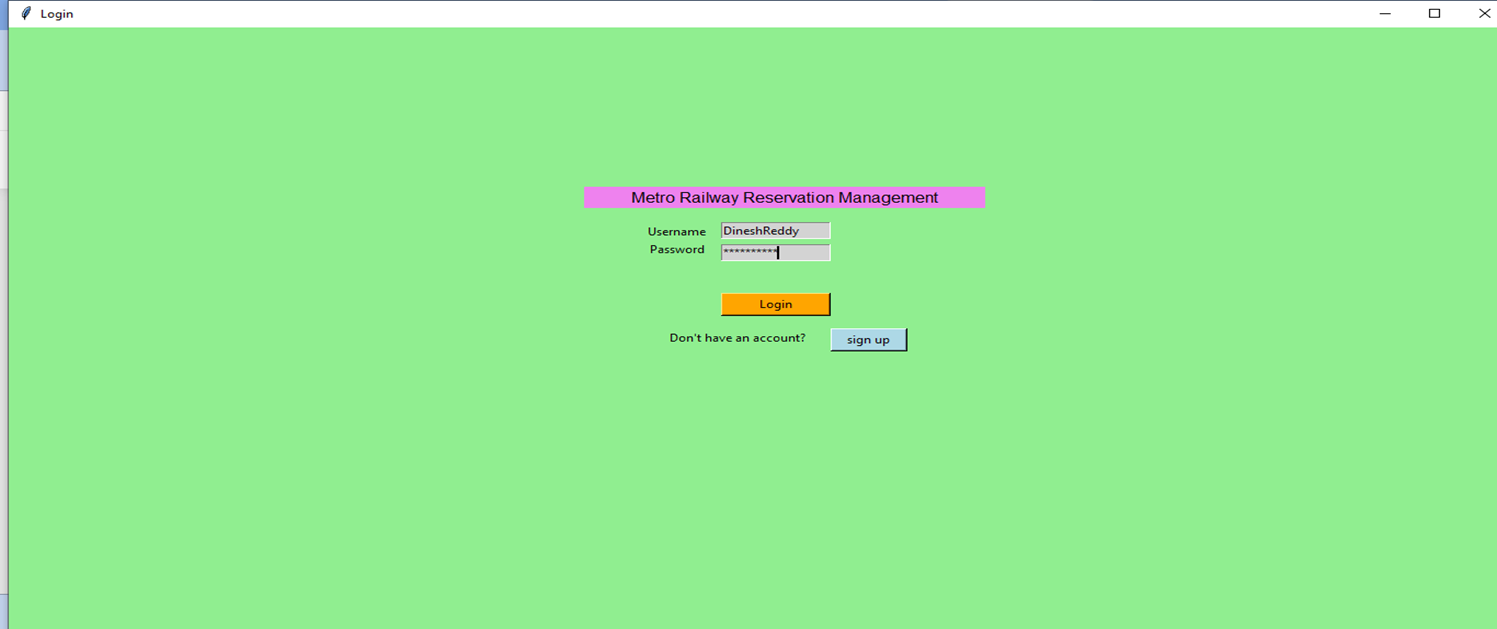 Login
Metro Railway Reservation Management
Username DineshReddy
Password **********
Login
Don't have an account? sign up